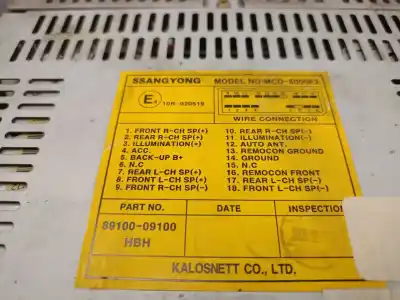 SSANGYONG MODEL NO:MCD-
E
WIRE CONNECTION
1. FRONT R-CH SP(+) 10. REAR R-CH SP(-)
2. REAR R-CH SP(+) 11. ILLUMINATION(-)
3. ILLUMINATION(+) 12. AUTO ANT.
4. ACC. 13. REMOCON GROUND
5. BACK-UP B+ 14. GROUND
6. N.C 15. N.C
7. REAR L-CH SP(+) 16. REMOCON FRONT
8. FRONT L-CH SP(+) 17. REAR L-CH SP(-)
9. FRONT R-CH SP(-) 18. FRONT L-CH SP(-)
PART NO. DATE INSPECTION
89100-09100
HBH
KALOSNETT CO., LTD.